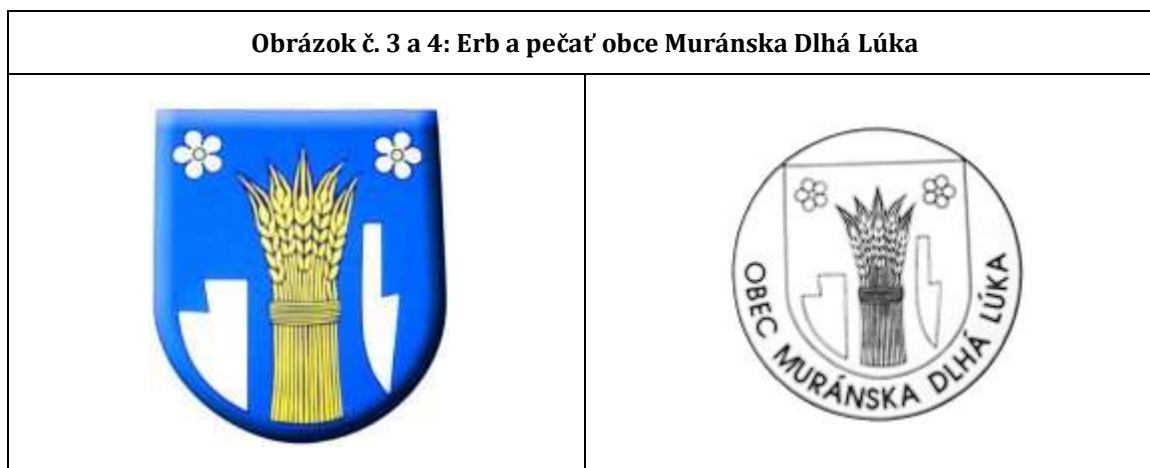 Obrázok č. 3 a 4: Erb a pečať obce Muránska Dlhá Lúka
OBEC MURÁNSKA DLHÁ LÚKA